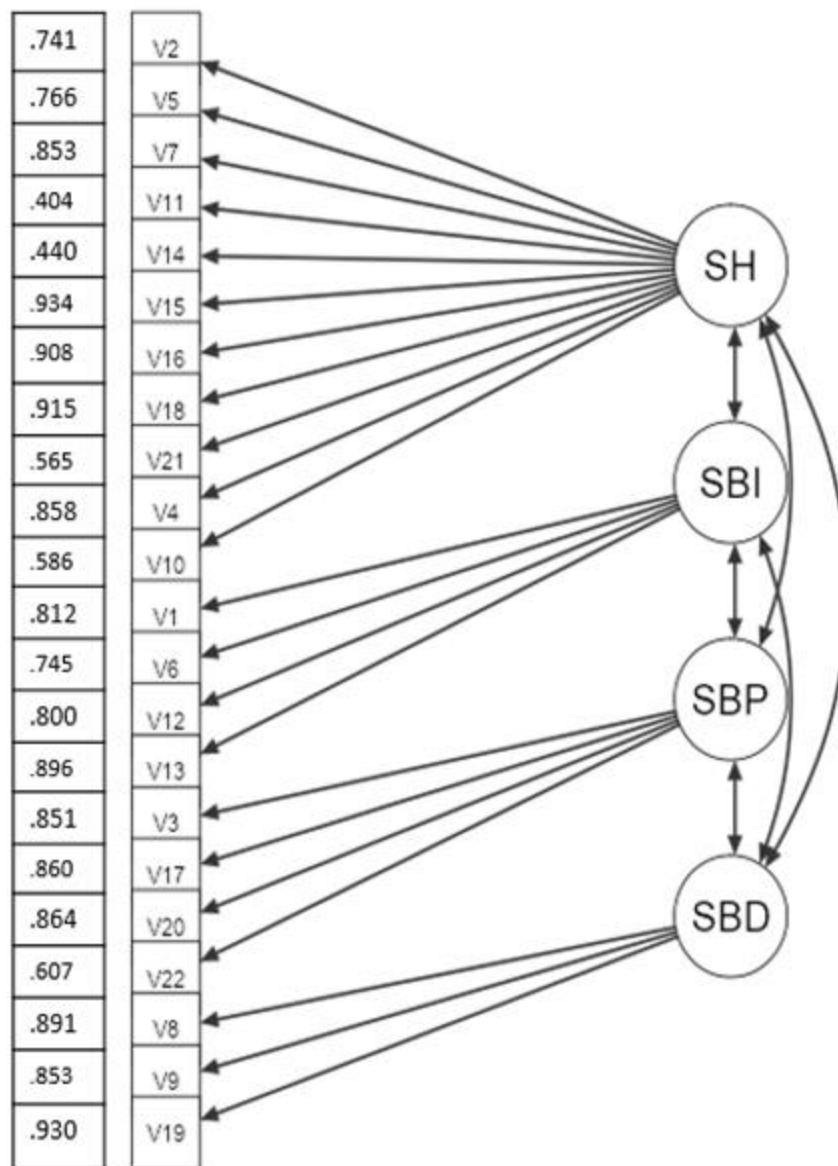 .741 V2
.766 V5
.853 V7
.404 V11
.440 V14
.934 V15
.908 V16
.915 V18
.565 V21
.858 V4
.586 V10
.812 V1
.745 V6
.800 V12
.896 V13
.851 V3
.860 V17
.864 V20
.607 V22
.891 V8
.853 V9
.930 V19
SH
SBI
SBP
SBD